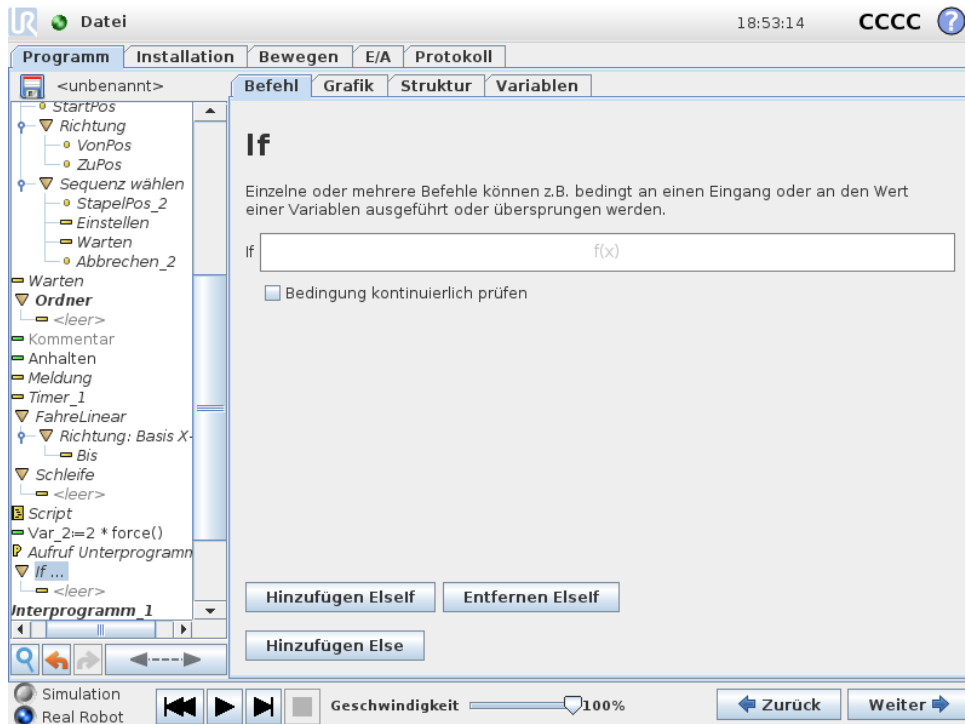 UR Datei 18:53:14 CCCC ?
Programm Installation Bewegen E/A Protokoll
<unbenannt>
Befehl Grafik Struktur Variablen
StartPos
Richtung
VonPos
ZuPos
Sequenz wählen
StapelPos_2
Einstellen
Warten
Abbrechen_2
Warten
Ordner
<leer>
Kommentar
Anhalten
Meldung
Timer_1
FahreLinear
Richtung: Basis X-
Bis
Schleife
<leer>
Script
Var_2:=2 * force()
Aufruf Unterprogramm
If ...
<leer>
Interprogramm_1
If
Einzelne oder mehrere Befehle können z.B. bedingt an einen Eingang oder an den Wert
einer Variablen ausgeführt oder übersprungen werden.
If f(x)
Bedingung kontinuierlich prüfen
Hinzufügen ElseIf Entfernen ElseIf
Hinzufügen Else
Simulation
Real Robot
Geschwindigkeit 100%
Zurück Weiter